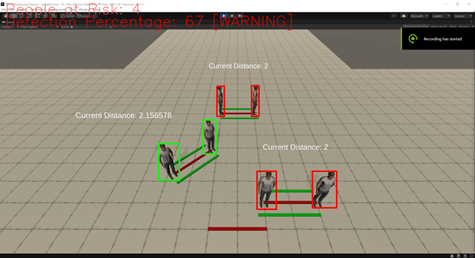 People at Risk: 4
Detection Percentage: 67 [WARNING]
Recording has started
Current Distance: 2
Current Distance: 2.156578
Current Distance: 2